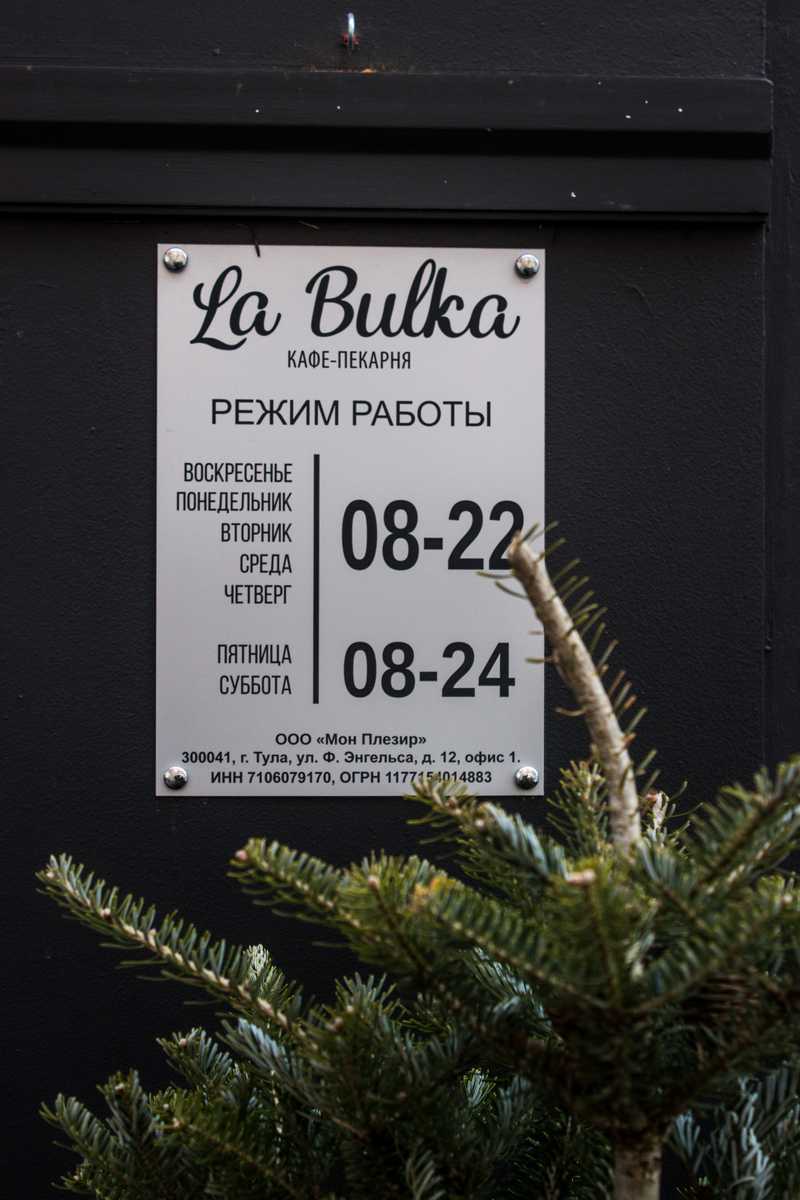 La Bulka
КАФЕ-ПЕКАРНЯ
РЕЖИМ РАБОТЫ
ВОСКРЕСЕНЬЕ
ПОНЕДЕЛЬНИК
ВТОРНИК
СРЕДА
ЧЕТВЕРГ
08-22
ПЯТНИЦА
СУББОТА
08-24
ООО «Мон Плезир»
300041, г. Тула, ул. Ф. Энгельса, д. 12, офис 1.
ИНН 7106079170, ОГРН 1177154014883